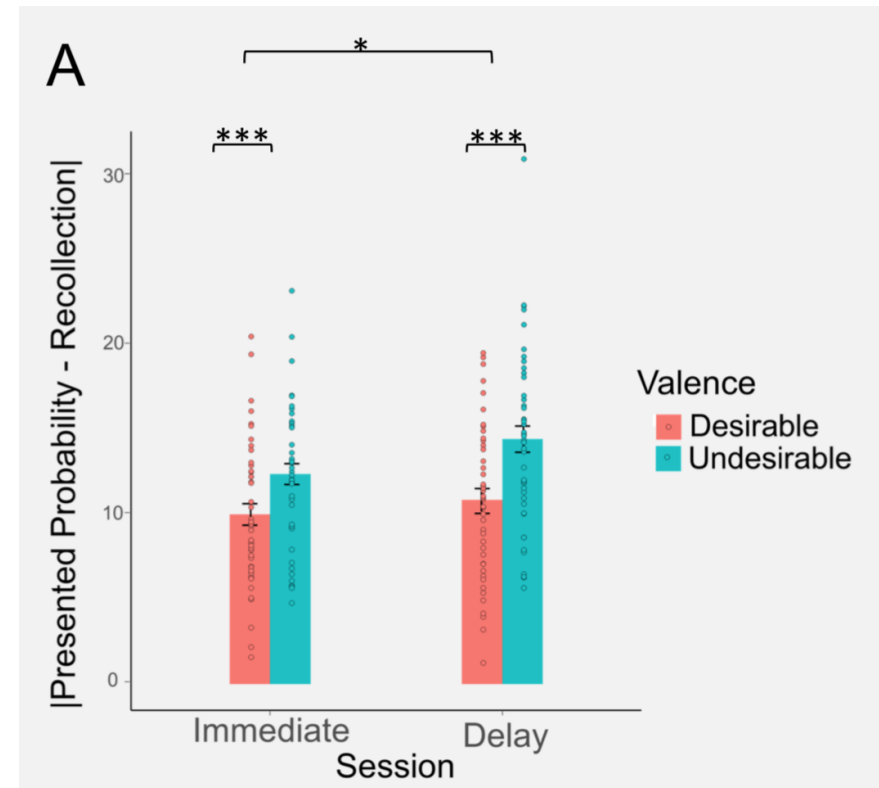 A
*
***
***
|Presented Probability - Recollection|
30
20
10
0
Immediate
Delay
Session
Valence
Desirable
Undesirable